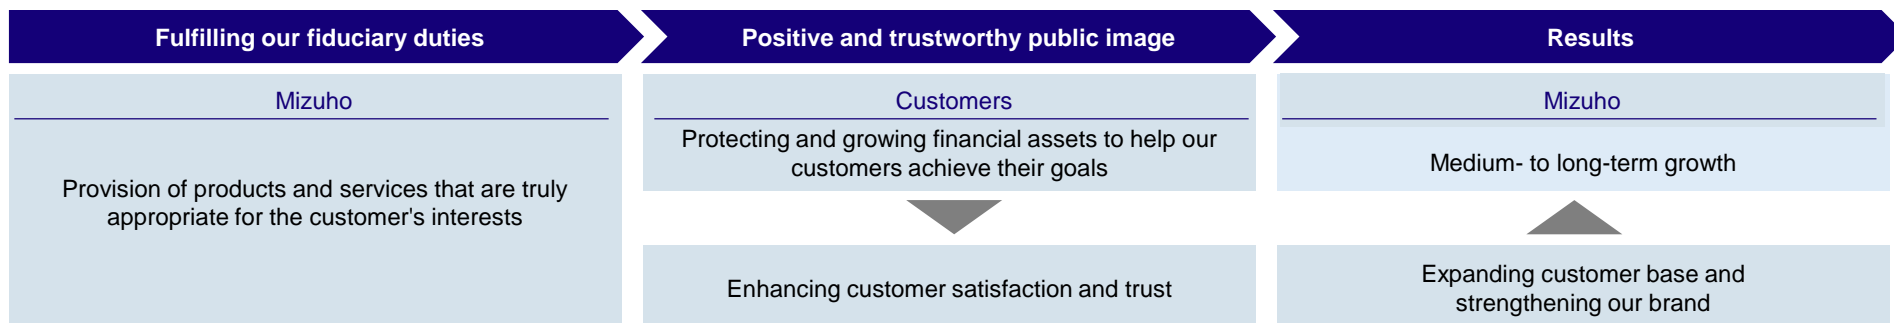 Fulfilling our fiduciary duties
Positive and trustworthy public image
Results
Mizuho
Provision of products and services that are truly
appropriate for the customer's interests
Customers
Protecting and growing financial assets to help our
customers achieve their goals
Enhancing customer satisfaction and trust
Mizuho
Medium- to long-term growth
Expanding customer base and
strengthening our brand